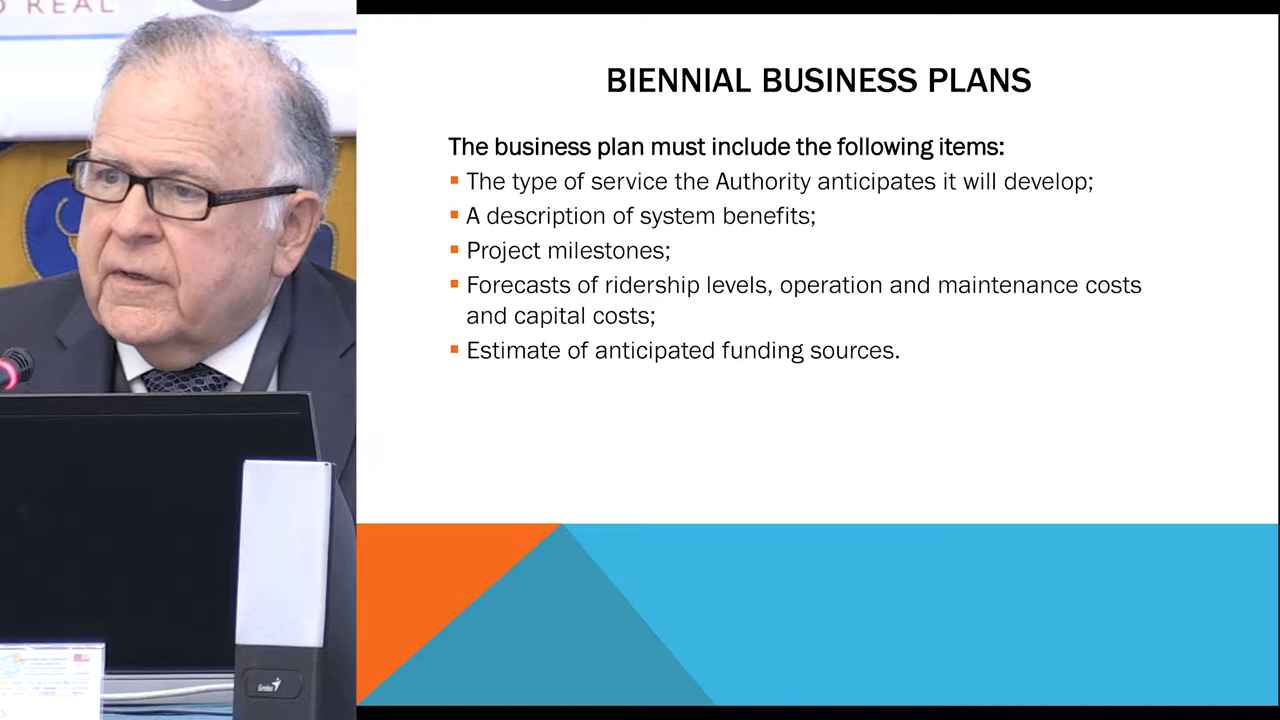 REAL
BIENNIAL BUSINESS PLANS
The business plan must include the following items:
The type of service the Authority anticipates it will develop;
A description of system benefits;
Project milestones;
Forecasts of ridership levels, operation and maintenance costs
and capital costs;
Estimate of anticipated funding sources.
Genius